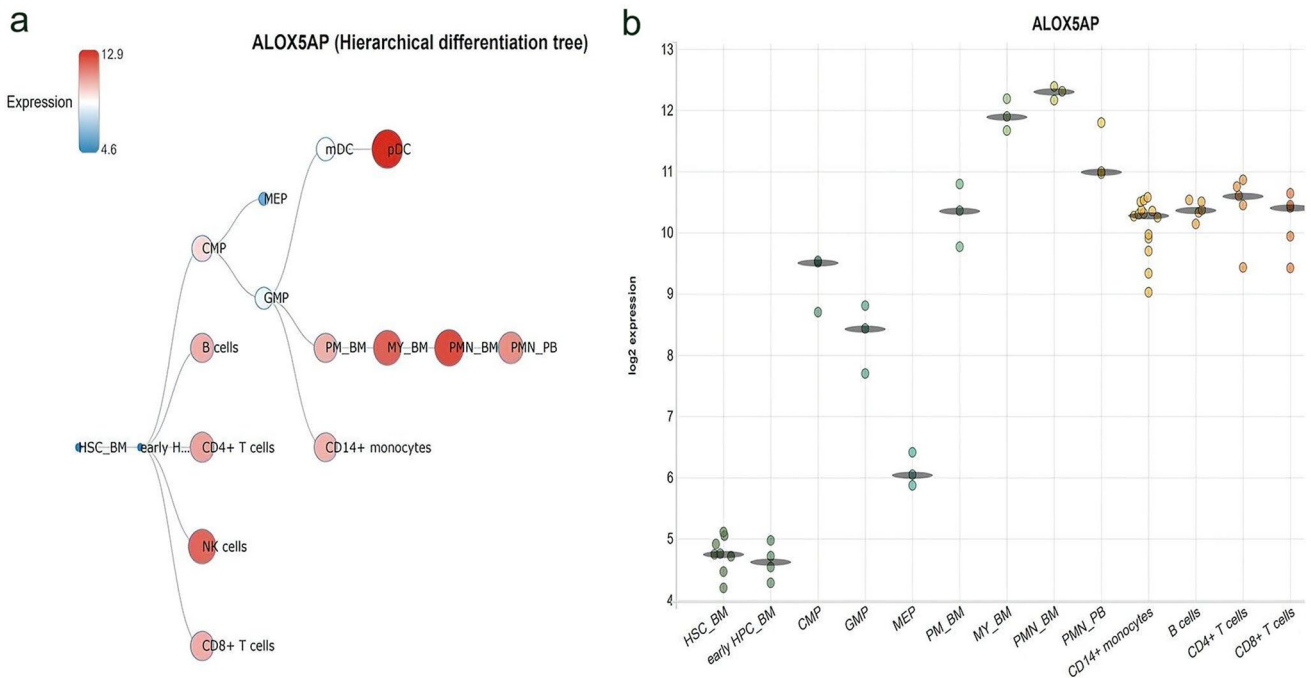 a
ALOX5AP (Hierarchical differentiation tree)
12.9
Expression
4.6
mDC
pDC
MEP
CMP
GMP
B cells
PM_BM
MY_BM
PMN_BM
PMN_PB
HSC_BM
early H...
CD4+ T cells
CD14+ monocytes
NK cells
CD8+ T cells
b
ALOX5AP
log2 expression
13
12
11
10
9
8
7
6
5
4
HSC_BM
early HPC_BM
CMP
GMP
MEP
PM_BM
MY_BM
PMN_BM
PMN_PB
CD14+ monocytes
B cells
CD4+ T cells
CD8+ T cells